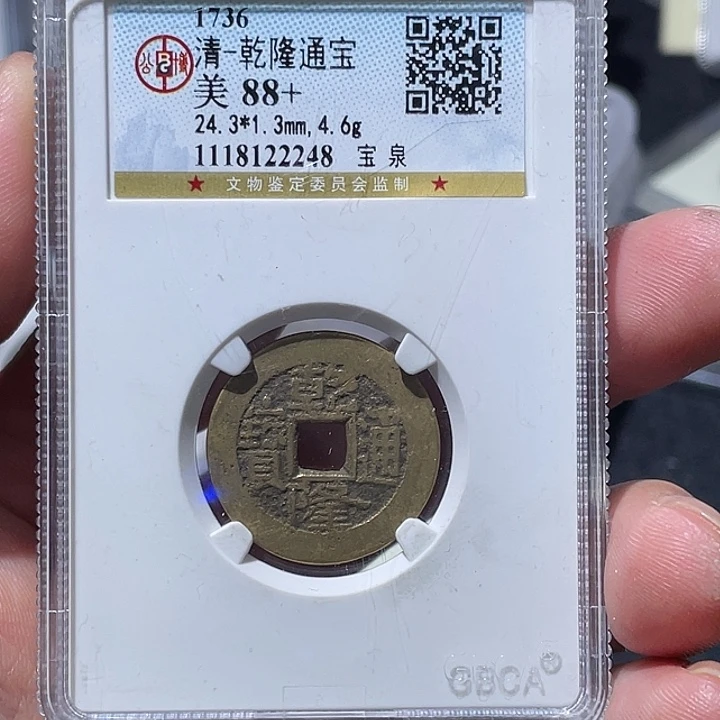 1736
清-乾隆通宝
美 88+
24.3*1.3mm, 4.6g
1118122248 宝泉
★ 文物鉴定委员会监制 ★
乾
寶 通
隆
GBCA